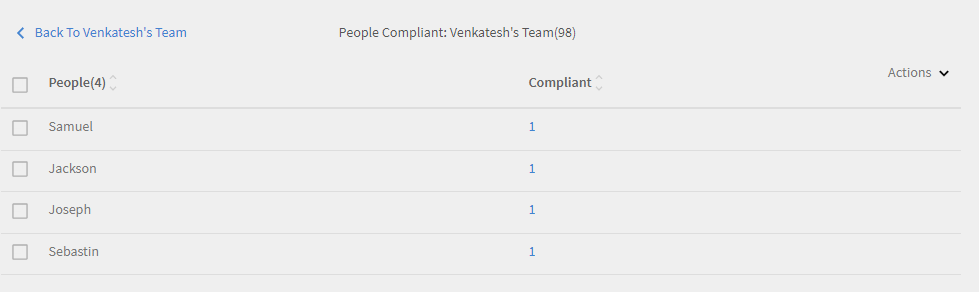 Back To Venkatesh's Team People Compliant: Venkatesh's Team(98)
Actions
People(4) Compliant
Samuel 1
Jackson 1
Joseph 1
Sebastin 1